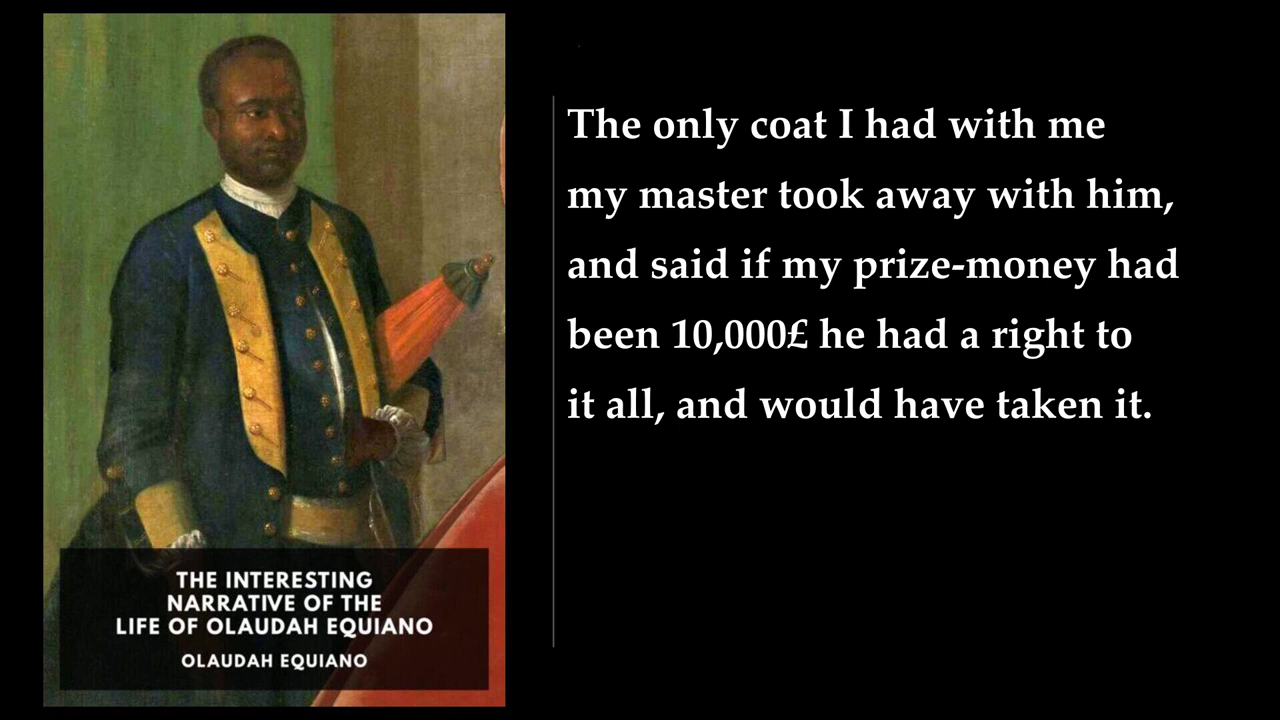 THE INTERESTING
NARRATIVE OF THE
LIFE OF OLAUDAH EQUIANO
OLAUDAH EQUIANO
The only coat I had with me
my master took away with him,
and said if my prize-money had
been 10,000£ he had a right to
it all, and would have taken it.